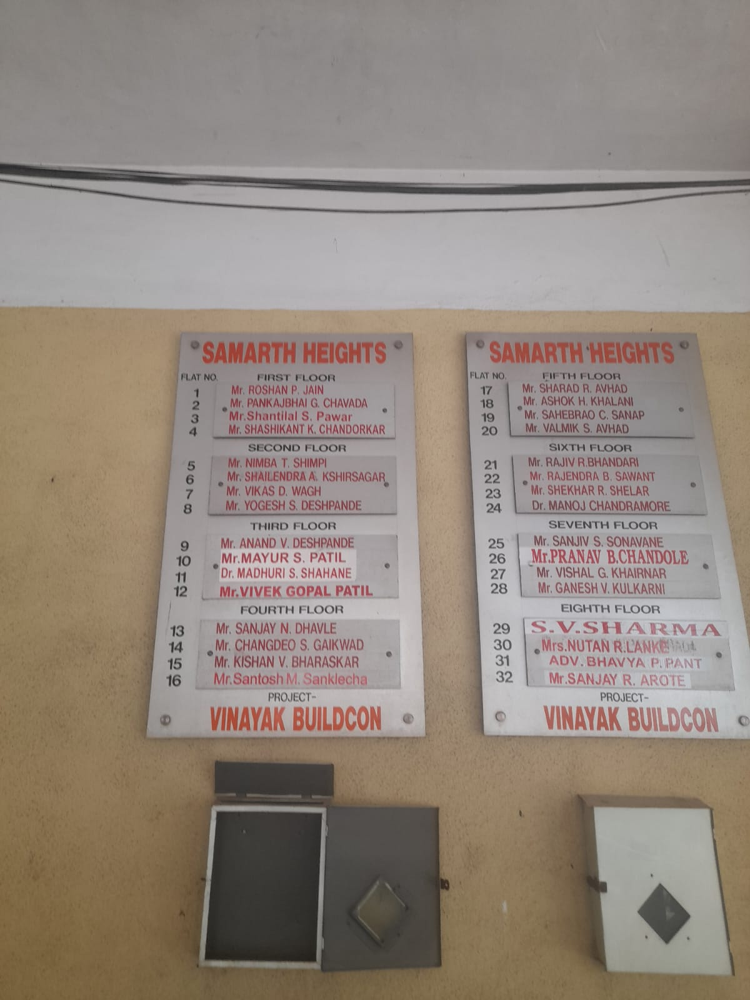 SAMARTH HEIGHTS
FLAT NO. FIRST FLOOR
1 Mr. ROSHAN P. JAIN
2 Mr. PANKAJBHAI G. CHAVADA
3 Mr.Shantilal S. Pawar
4 Mr. SHASHIKANT K. CHANDORKAR
SECOND FLOOR
5 Mr. NIMBA T. SHIMPI
6 Mr. SHAILENDRA A. KSHIRSAGAR
7 Mr. VIKAS D. WAGH
8 Mr. YOGESH S. DESHPANDE
THIRD FLOOR
9 Mr. ANAND V. DESHPANDE
10 Mr.MAYUR S. PATIL
11 Dr. MADHURI S. SHAHANE
12 Mr.VIVEK GOPAL PATIL
FOURTH FLOOR
13 Mr. SANJAY N. DHAVLE
14 Mr. CHANGDEO S. GAIKWAD
15 Mr. KISHAN V. BHARASKAR
16 Mr.Santosh M. Sanklecha
PROJECT-
VINAYAK BUILDCON
SAMARTH HEIGHTS
FLAT NO. FIFTH FLOOR
17 Mr. SHARAD R. AVHAD
18 Mr. ASHOK H. KHALANI
19 Mr. SAHEBRAO C. SANAP
20 Mr. VALMIK S. AVHAD
SIXTH FLOOR
21 Mr. RAJIV R.BHANDARI
22 Mr. RAJENDRA B. SAWANT
23 Mr. SHEKHAR R. SHELAR
24 Dr. MANOJ CHANDRAMORE
SEVENTH FLOOR
25 Mr. SANJIV S. SONAVANE
26 Mr.PRANAV B.CHANDOLE
27 Mr. VISHAL G. KHAIRNAR
28 Mr. GANESH V. KULKARNI
EIGHTH FLOOR
29 S.V.SHARMA
30 Mrs.NUTAN R.LANKE
31 ADV. BHAVYA P. PANT
32 Mr.SANJAY R. AROTE
PROJECT-
VINAYAK BUILDCON